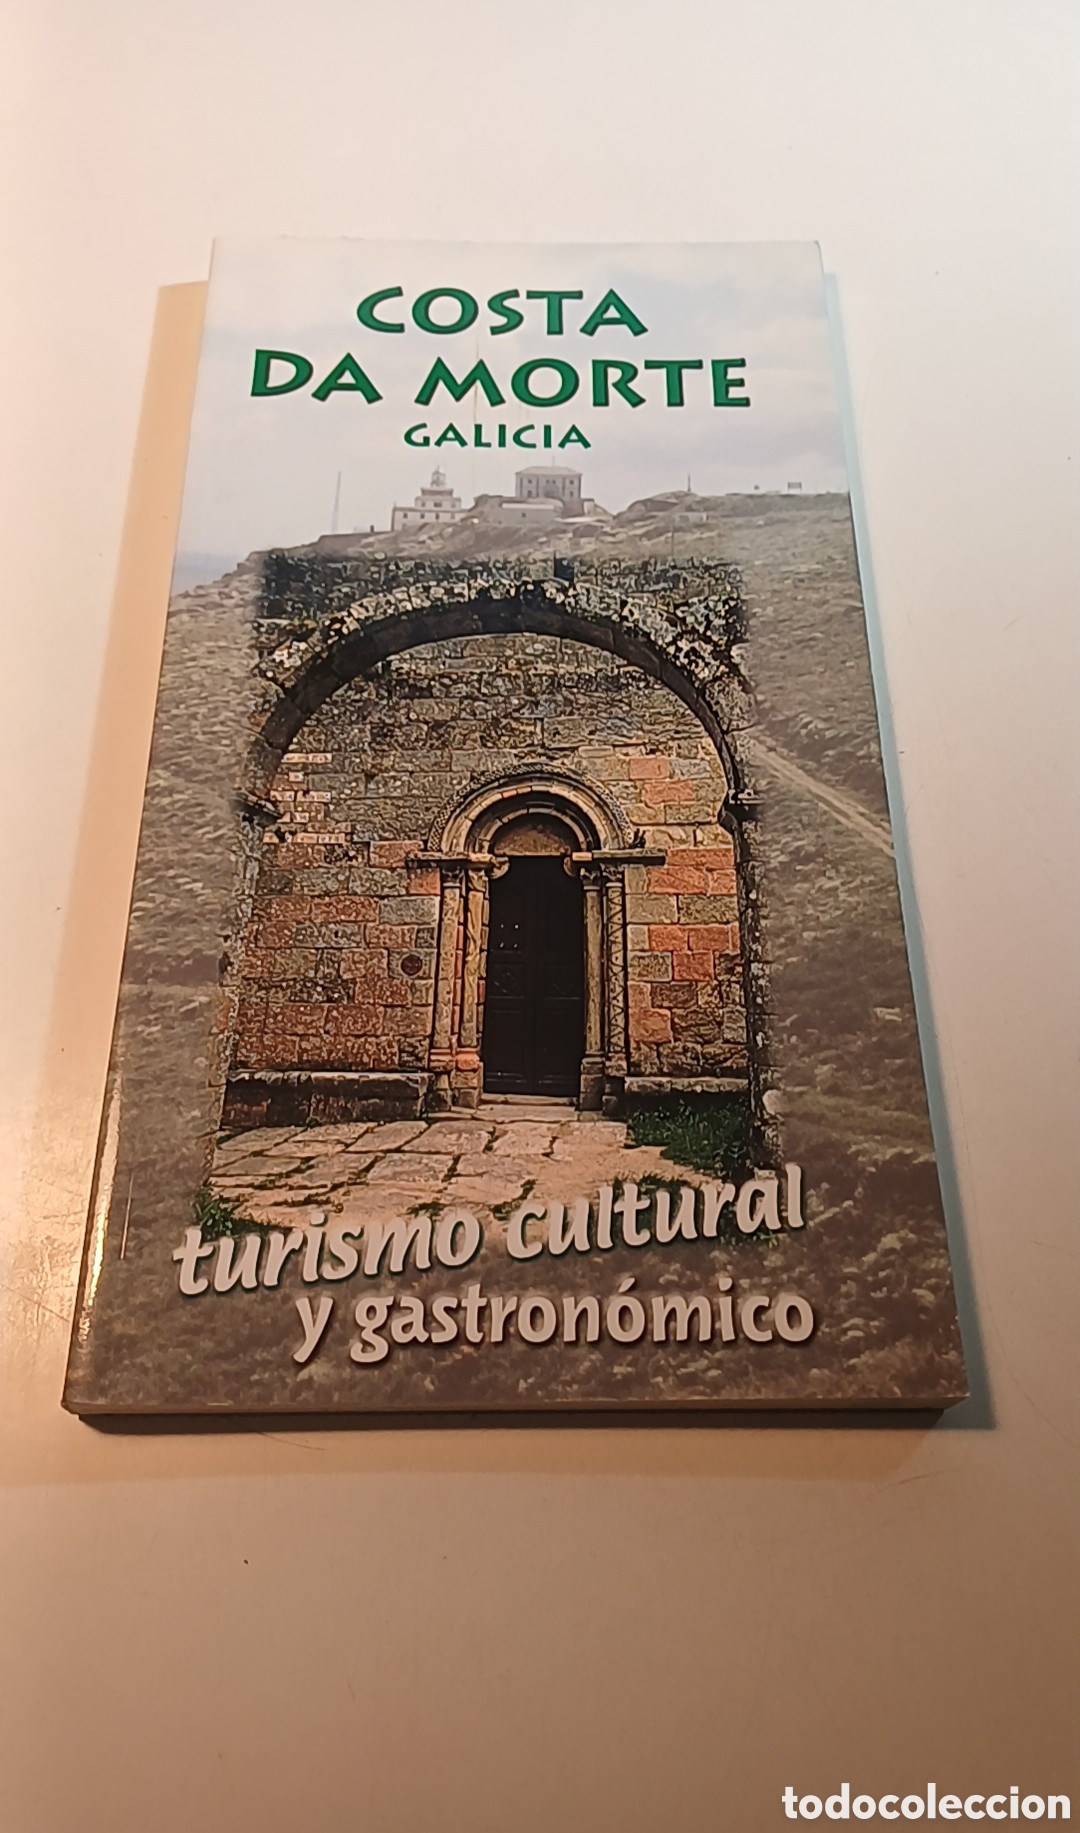 COSTA
DA MORTE
GALICIA
turismo cultural
y gastronómico
todocoleccion